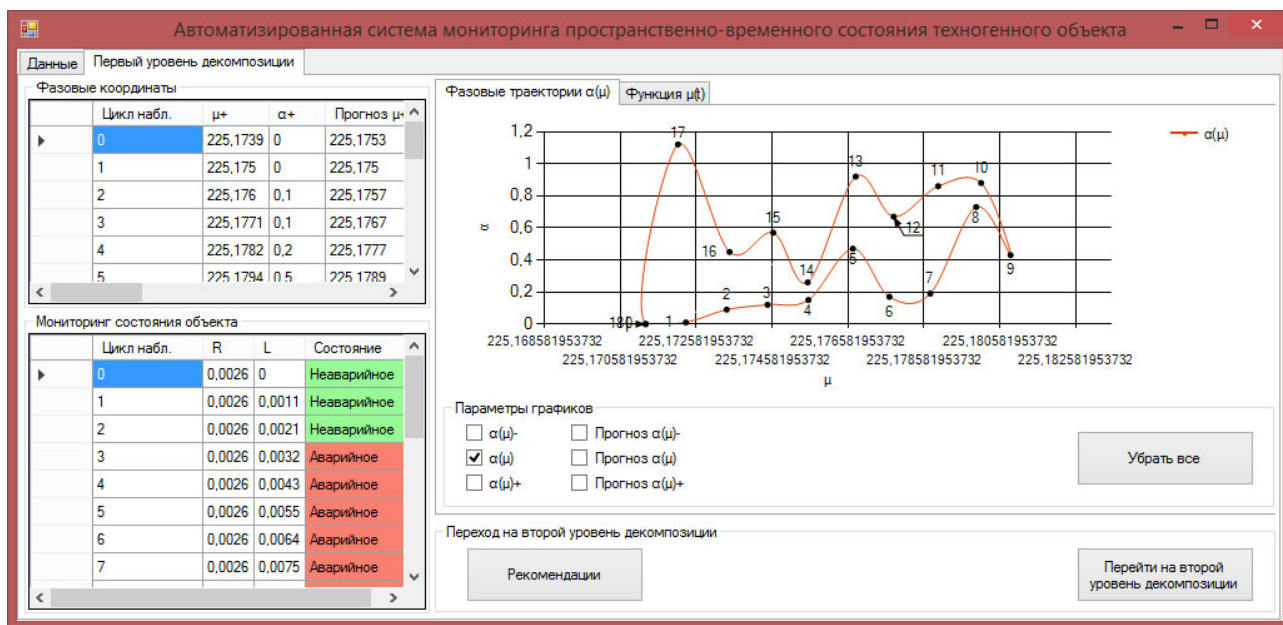 Автоматизированная система мониторинга пространственно-временного состояния техногенного объекта
Данные Первый уровень декомпозиции
Фазовые координаты
Цикл набл. μ+ α+ Прогноз μ+
0 225,1739 0 225,1753
1 225,175 0 225,175
2 225,176 0,1 225,1757
3 225,1771 0,1 225,1767
4 225,1782 0,2 225,1777
5 225,1794 0,5 225,1789
Мониторинг состояния объекта
Цикл набл. R L Состояние
0 0,0026 0 Неаварийное
1 0,0026 0,0011 Неаварийное
2 0,0026 0,0021 Неаварийное
3 0,0026 0,0032 Аварийное
4 0,0026 0,0043 Аварийное
5 0,0026 0,0055 Аварийное
6 0,0026 0,0064 Аварийное
7 0,0026 0,0075 Аварийное
Фазовые траектории α(μ) Функция μ(t)
α(μ)
1,2
1
0,8
0,6
0,4
0,2
0
α
17
13
11 10
15
12
8
16
14
5
9
2 3
4
6
7
1
225,168581953732 225,172581953732 225,176581953732 225,180581953732
225,170581953732 225,174581953732 225,178581953732 225,182581953732
μ
Параметры графиков
α(μ)- Прогноз α(μ)-
α(μ) Прогноз α(μ)
α(μ)+ Прогноз α(μ)+
Убрать все
Переход на второй уровень декомпозиции
Рекомендации
Перейти на второй
уровень декомпозиции